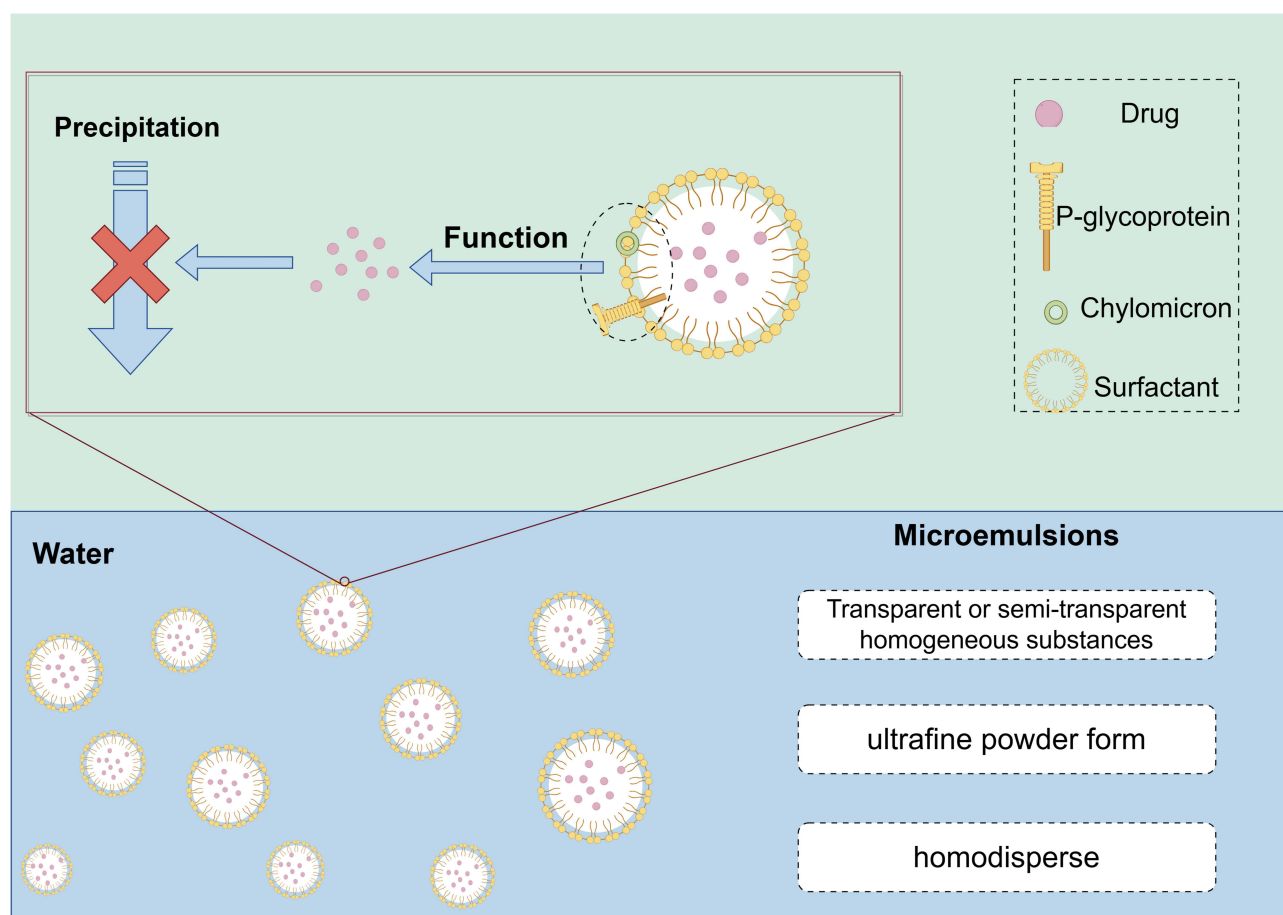 Precipitation
Function
Drug
P-glycoprotein
Chylomicron
Surfactant
Water
Microemulsions
Transparent or semi-transparent
homogeneous substances
ultrafine powder form
homodisperse